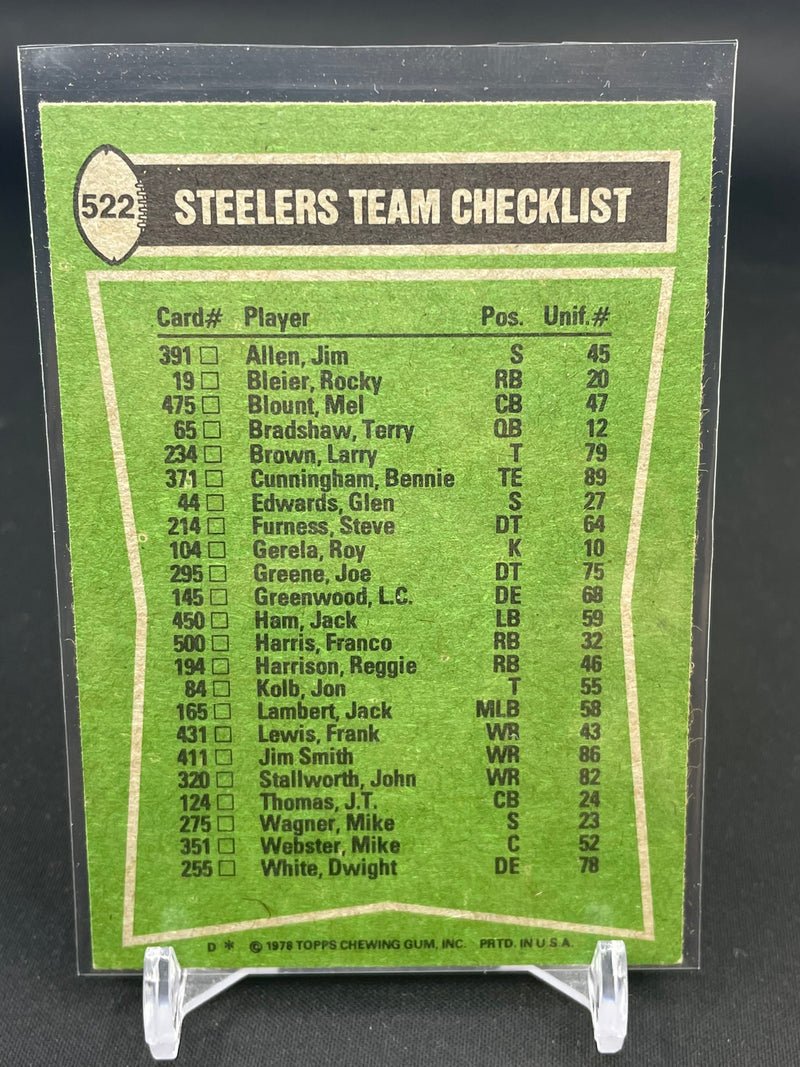 522 STEELERS TEAM CHECKLIST
Card# Player Pos. Unif.#
391 Allen, Jim S 45
19 Bleier, Rocky RB 20
475 Blount, Mel CB 47
65 Bradshaw, Terry QB 12
234 Brown, Larry T 79
371 Cunningham, Bennie TE 89
44 Edwards, Glen S 27
214 Furness, Steve DT 64
104 Gerela, Roy K 10
295 Greene, Joe DT 75
145 Greenwood, L.C. DE 68
450 Ham, Jack LB 59
500 Harris, Franco RB 32
194 Harrison, Reggie RB 46
84 Kolb, Jon T 55
165 Lambert, Jack MLB 58
431 Lewis, Frank WR 43
411 Jim Smith WR 86
320 Stallworth, John WR 82
124 Thomas, J.T. CB 24
275 Wagner, Mike S 23
351 Webster, Mike C 52
255 White, Dwight DE 78
D * © 1978 TOPPS CHEWING GUM, INC. PRTD. IN U.S.A.